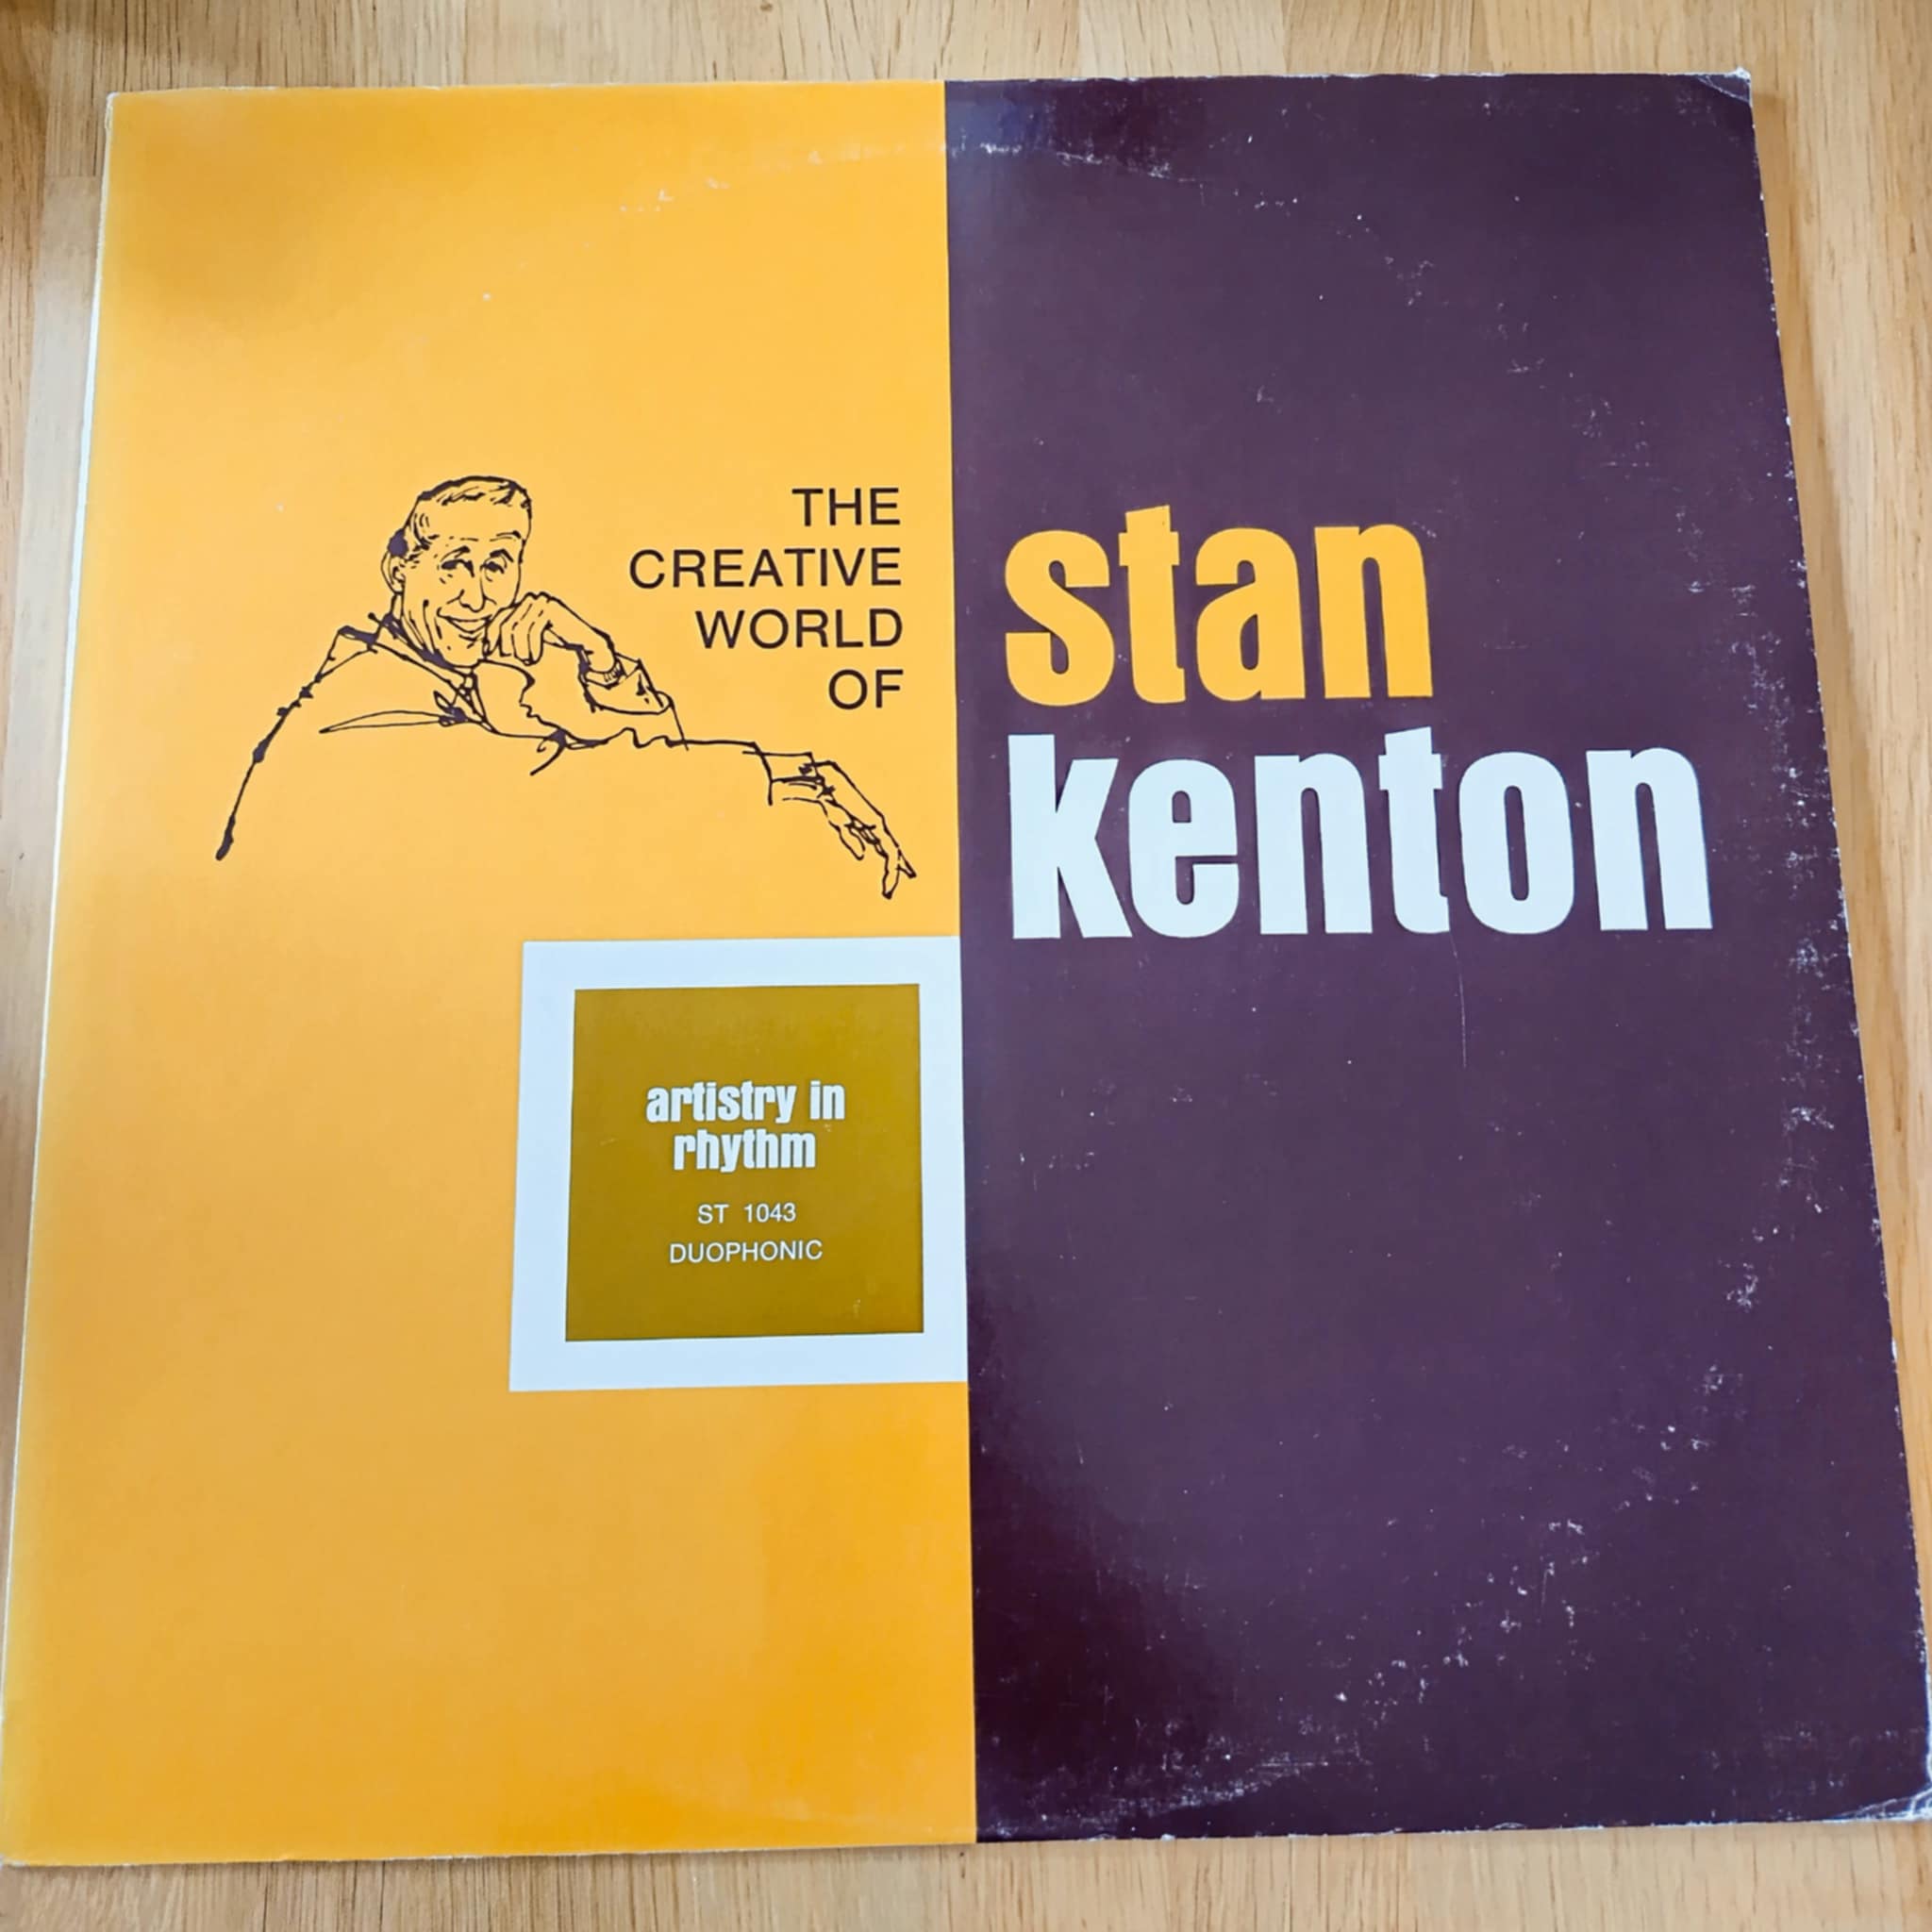 THE
CREATIVE
WORLD
OF
stan
kenton
artistry in
rhythm
ST 1043
DUOPHONIC